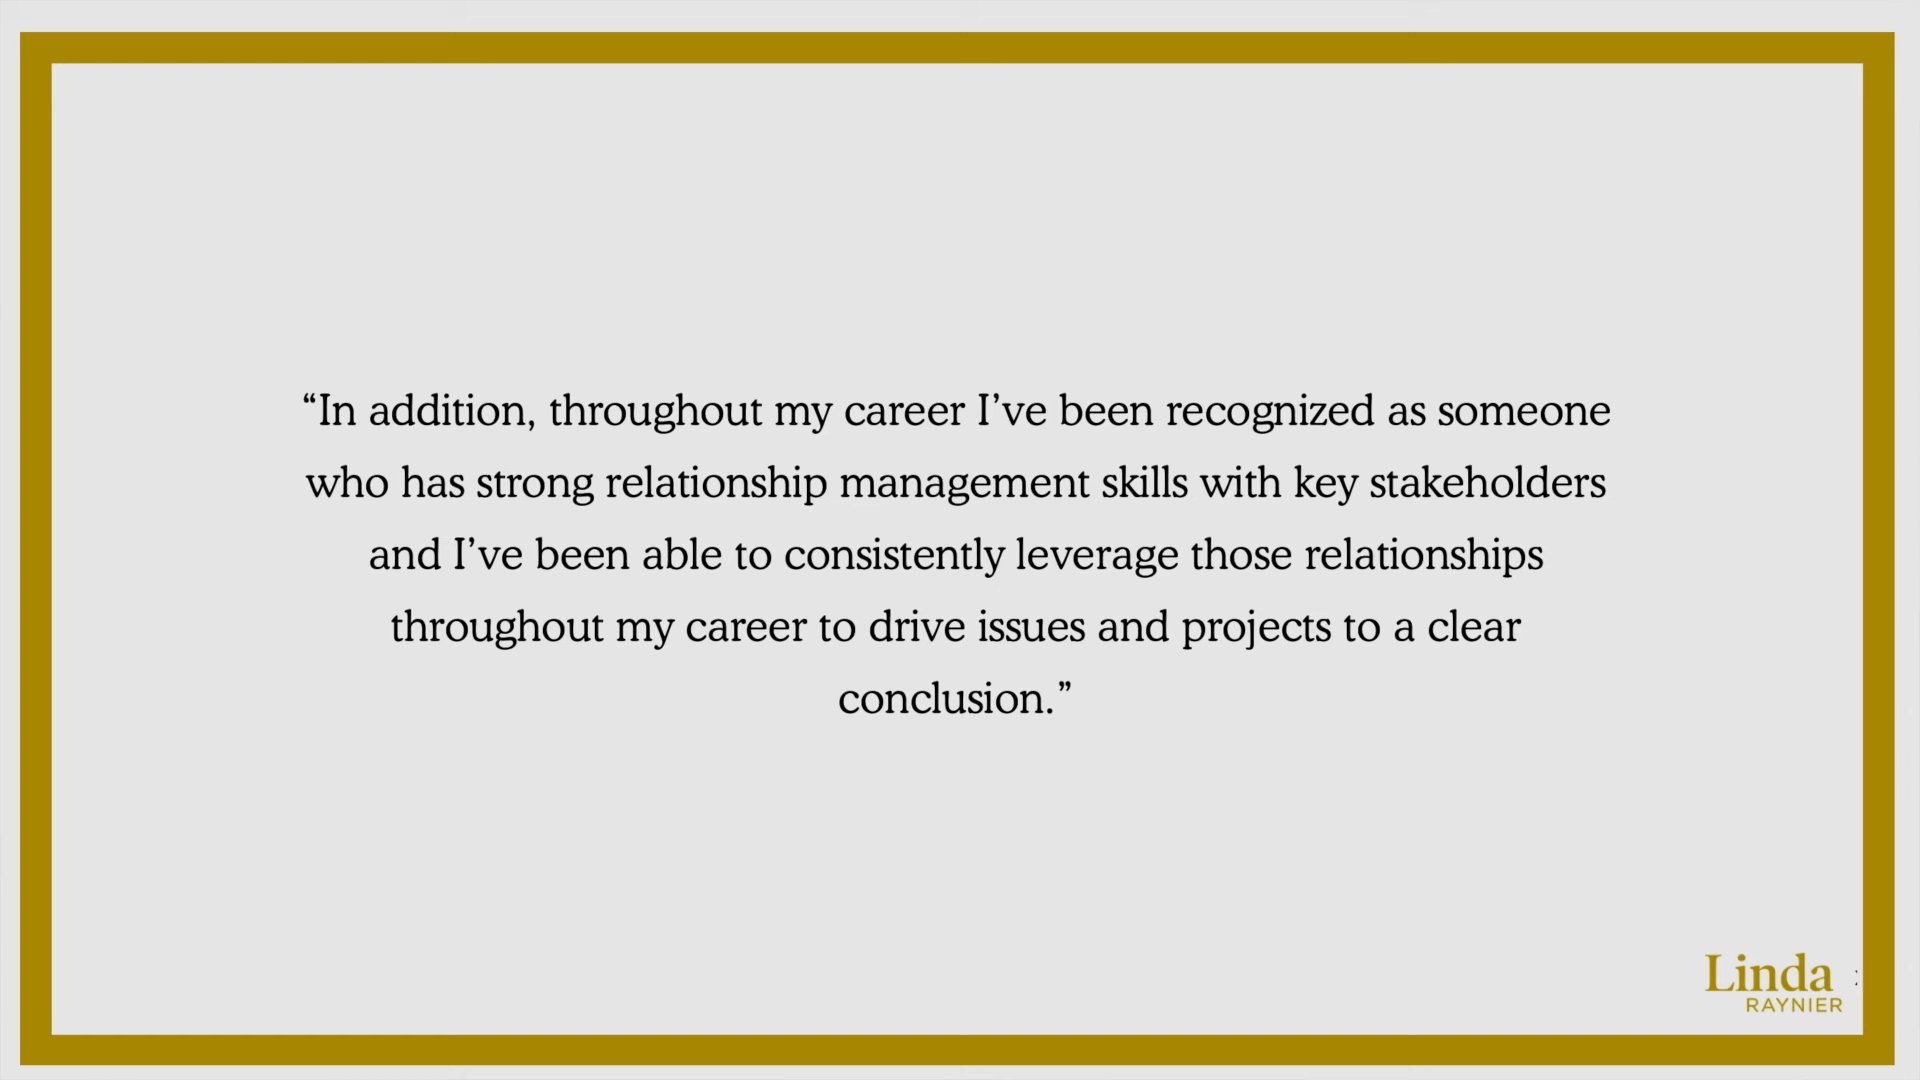 “In addition, throughout my career I’ve been recognized as someone
who has strong relationship management skills with key stakeholders
and I’ve been able to consistently leverage those relationships
throughout my career to drive issues and projects to a clear
conclusion.”
Linda
RAYNIER